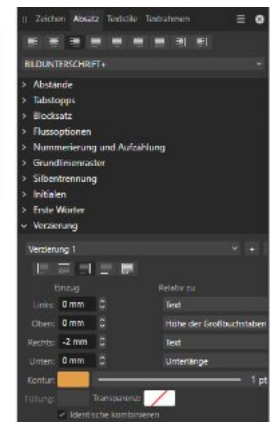 Zeichen Absatz Textstile Textrahmen
BILDUNTERSCHRIFT+
> Abstände
> Tabstopps
> Blocksatz
> Flussoptionen
> Nummerierung und Aufzählung
> Grundlinienraster
> Silbentrennung
> Initialen
> Erste Wörter
Verzierung
Verzierung 1
Einzug Relativ zu
Links: 0 mm Text
Oben: 0 mm Höhe der Großbuchstaben
Rechts: -2 mm Text
Unten: 0 mm Unterlänge
Kontur: 1 pt
Füllung: Transparenz:
Identische kombinieren